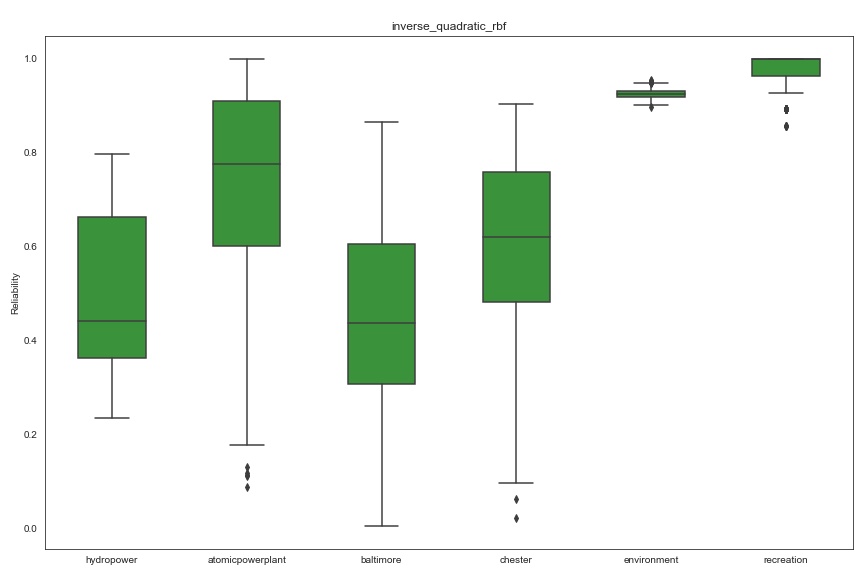 inverse_quadratic_rbf
1.0
0.8
0.6
0.4
0.2
0.0
Reliability
hydropower atomicpowerplant baltimore chester environment recreation